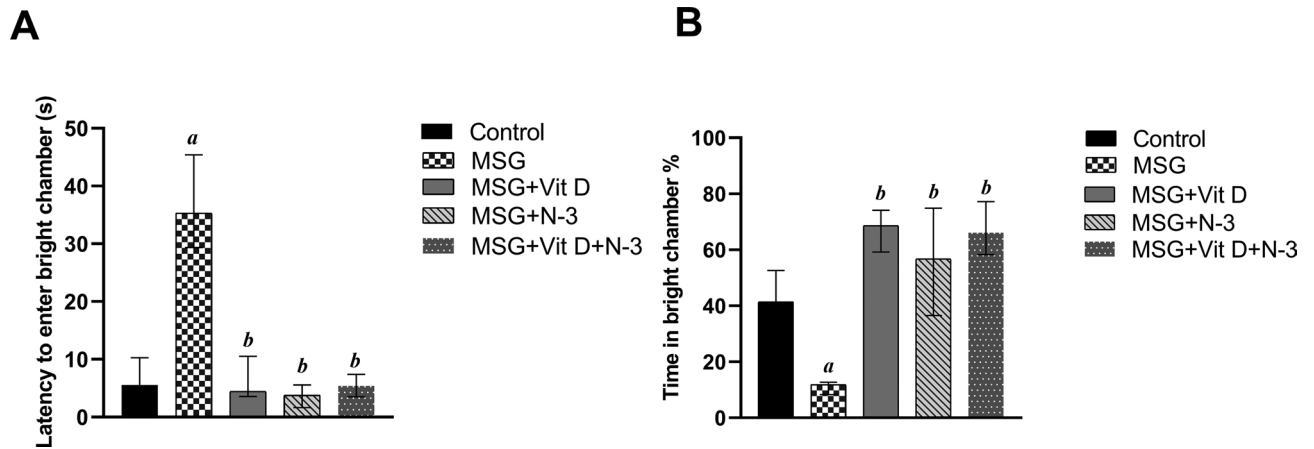 A
Latency to enter bright chamber (s)
50
40
30
20
10
0
a
b
b
b
Control
MSG
MSG+Vit D
MSG+N-3
MSG+Vit D+N-3
B
Time in bright chamber %
100
80
60
40
20
0
a
b
b
b
Control
MSG
MSG+Vit D
MSG+N-3
MSG+Vit D+N-3